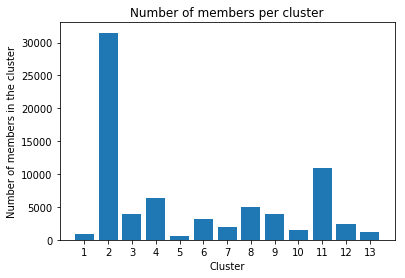 Number of members per cluster
Number of members in the cluster
30000
25000
20000
15000
10000
5000
0
1 2 3 4 5 6 7 8 9 10 11 12 13
Cluster